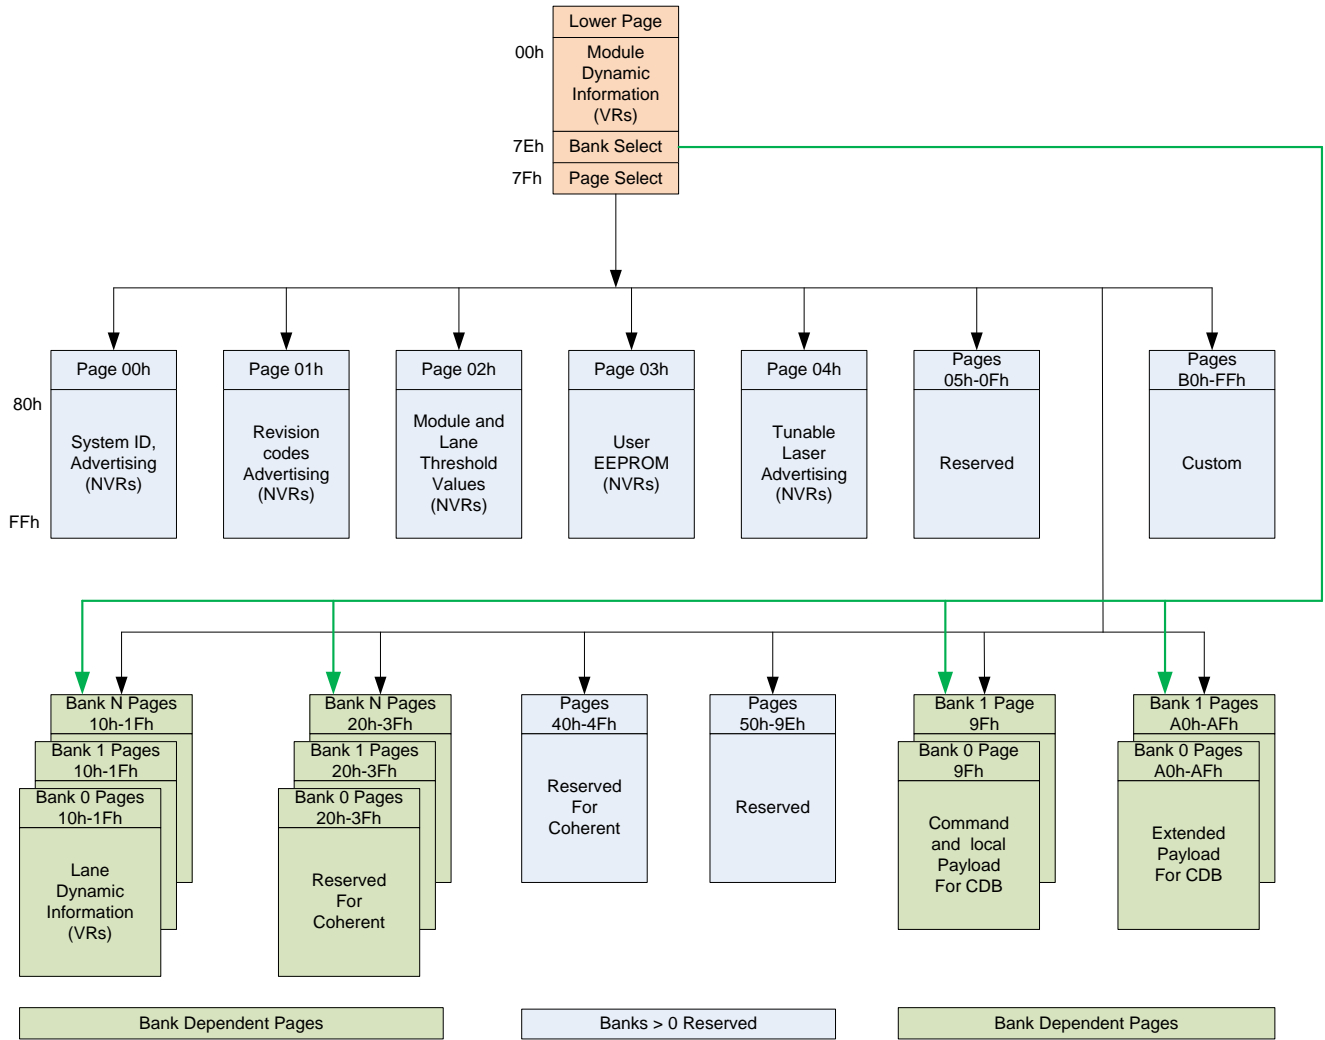 Lower Page
00h
Module
Dynamic
Information
(VRs)
7Eh
Bank Select
7Fh
Page Select
Page 00h
80h
System ID,
Advertising
(NVRs)
FFh
Page 01h
Revision
codes
Advertising
(NVRs)
Page 02h
Module and
Lane
Threshold
Values
(NVRs)
Page 03h
User
EEPROM
(NVRs)
Page 04h
Tunable
Laser
Advertising
(NVRs)
Pages
05h-0Fh
Reserved
Pages
B0h-FFh
Custom
Bank N Pages
10h-1Fh
Bank 1 Pages
10h-1Fh
Bank 0 Pages
10h-1Fh
Lane
Dynamic
Information
(VRs)
Bank N Pages
20h-3Fh
Bank 1 Pages
20h-3Fh
Bank 0 Pages
20h-3Fh
Reserved
For
Coherent
Pages
40h-4Fh
Reserved
For
Coherent
Pages
50h-9Eh
Reserved
Bank 1 Page
9Fh
Bank 0 Page
9Fh
Command
and local
Payload
For CDB
Bank 1 Pages
A0h-AFh
Bank 0 Pages
A0h-AFh
Extended
Payload
For CDB
Bank Dependent Pages
Banks > 0 Reserved
Bank Dependent Pages